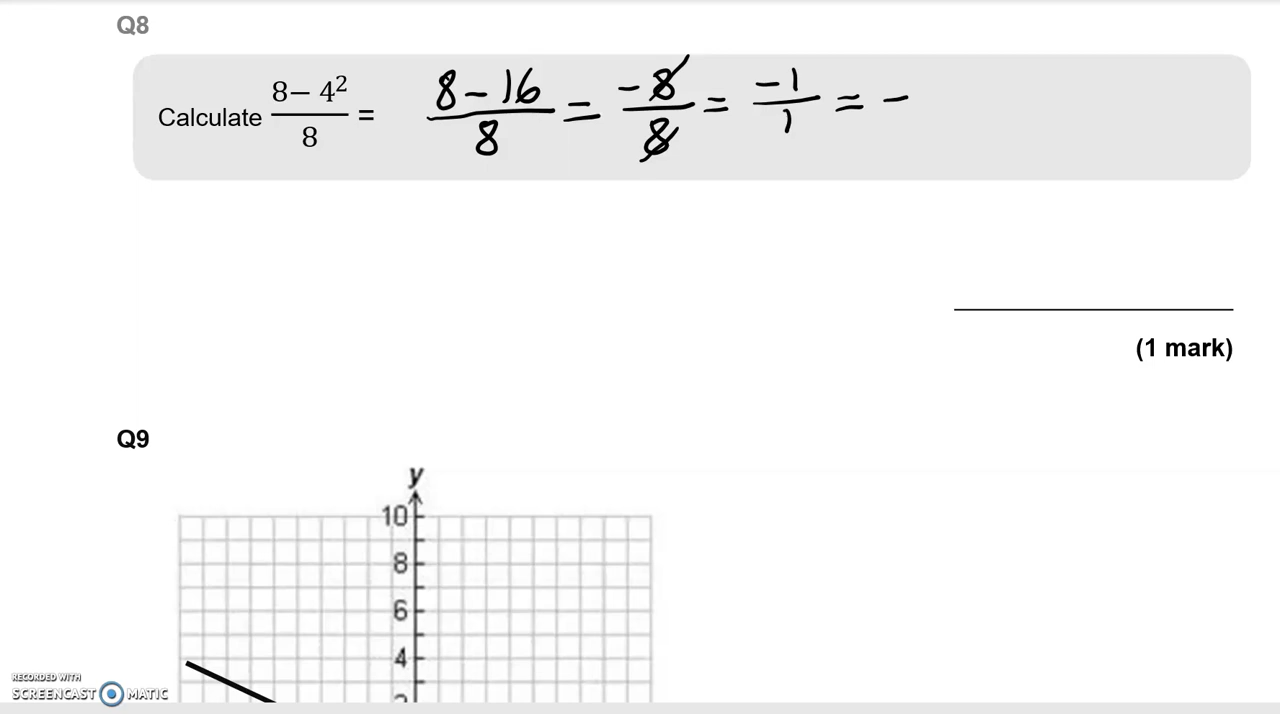 Q8
Calculate (8− 4²)/8 = (8 − 16)/8 = −8/8 = −1/1 = −
(1 mark)
Q9
y
10
8
6
4
2
RECORDED WITH
SCREENCAST MATIC